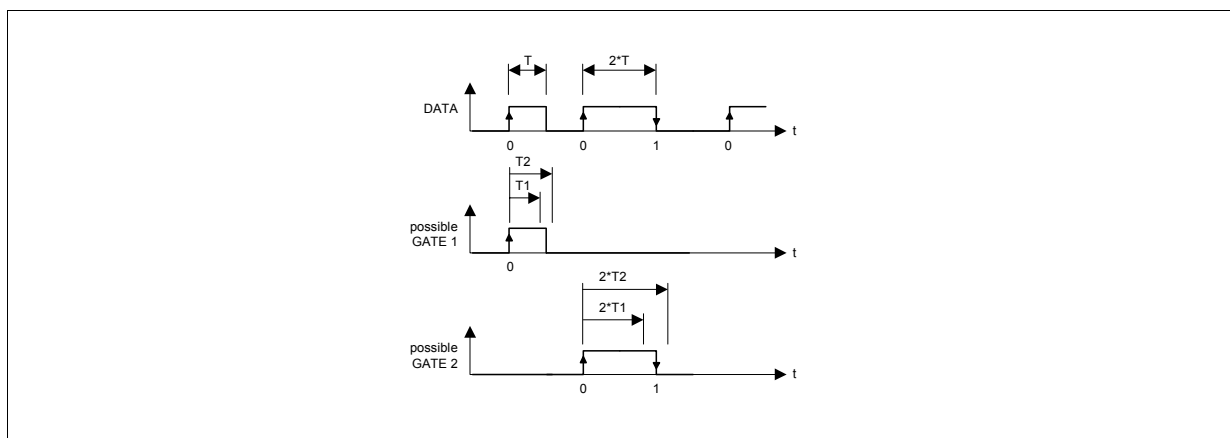 T 2*T
DATA
t
0 0 1 0
T2
T1
possible
GATE 1
t
0
2*T2
2*T1
possible
GATE 2
t
0 1